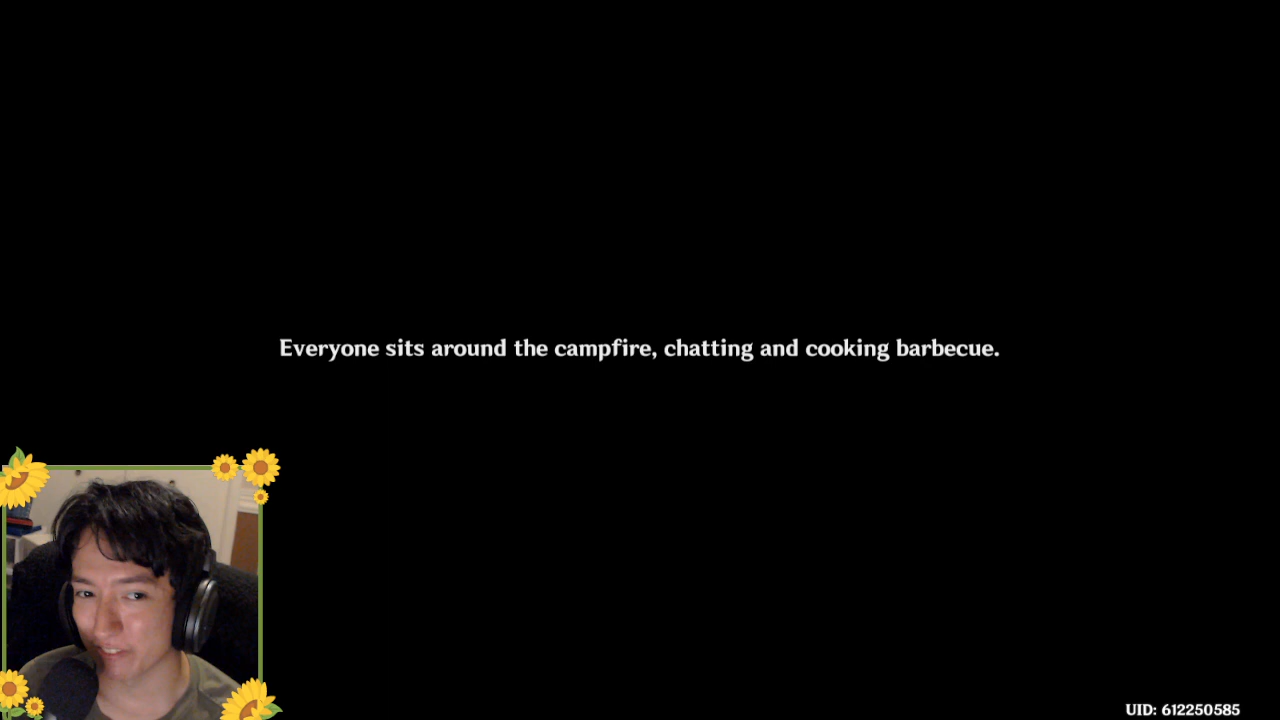 Everyone sits around the campfire, chatting and cooking barbecue.
UID: 612250585